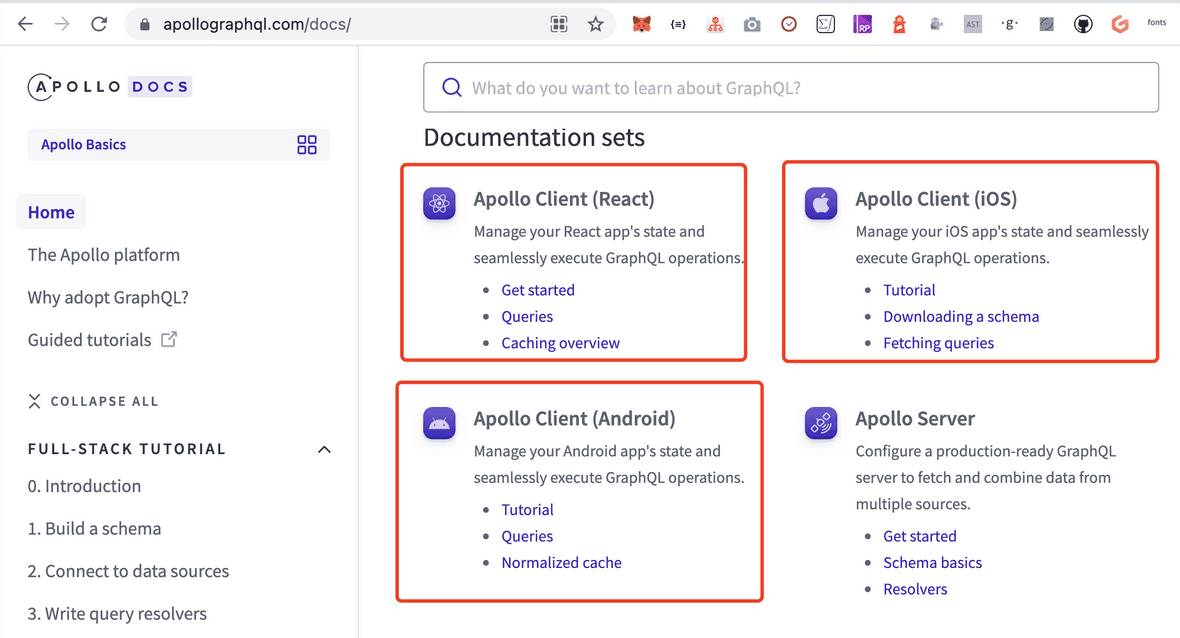 apollographql.com/docs/
{≡}
RP
AST
·g·
fonts
APOLLO DOCS
Apollo Basics
Home
The Apollo platform
Why adopt GraphQL?
Guided tutorials
COLLAPSE ALL
FULL-STACK TUTORIAL
0. Introduction
1. Build a schema
2. Connect to data sources
3. Write query resolvers
What do you want to learn about GraphQL?
Documentation sets
Apollo Client (React)
Manage your React app's state and
seamlessly execute GraphQL operations.
• Get started
• Queries
• Caching overview
Apollo Client (iOS)
Manage your iOS app's state and seamlessly
execute GraphQL operations.
• Tutorial
• Downloading a schema
• Fetching queries
Apollo Client (Android)
Manage your Android app's state and
seamlessly execute GraphQL operations.
• Tutorial
• Queries
• Normalized cache
Apollo Server
Configure a production-ready GraphQL
server to fetch and combine data from
multiple sources.
• Get started
• Schema basics
• Resolvers